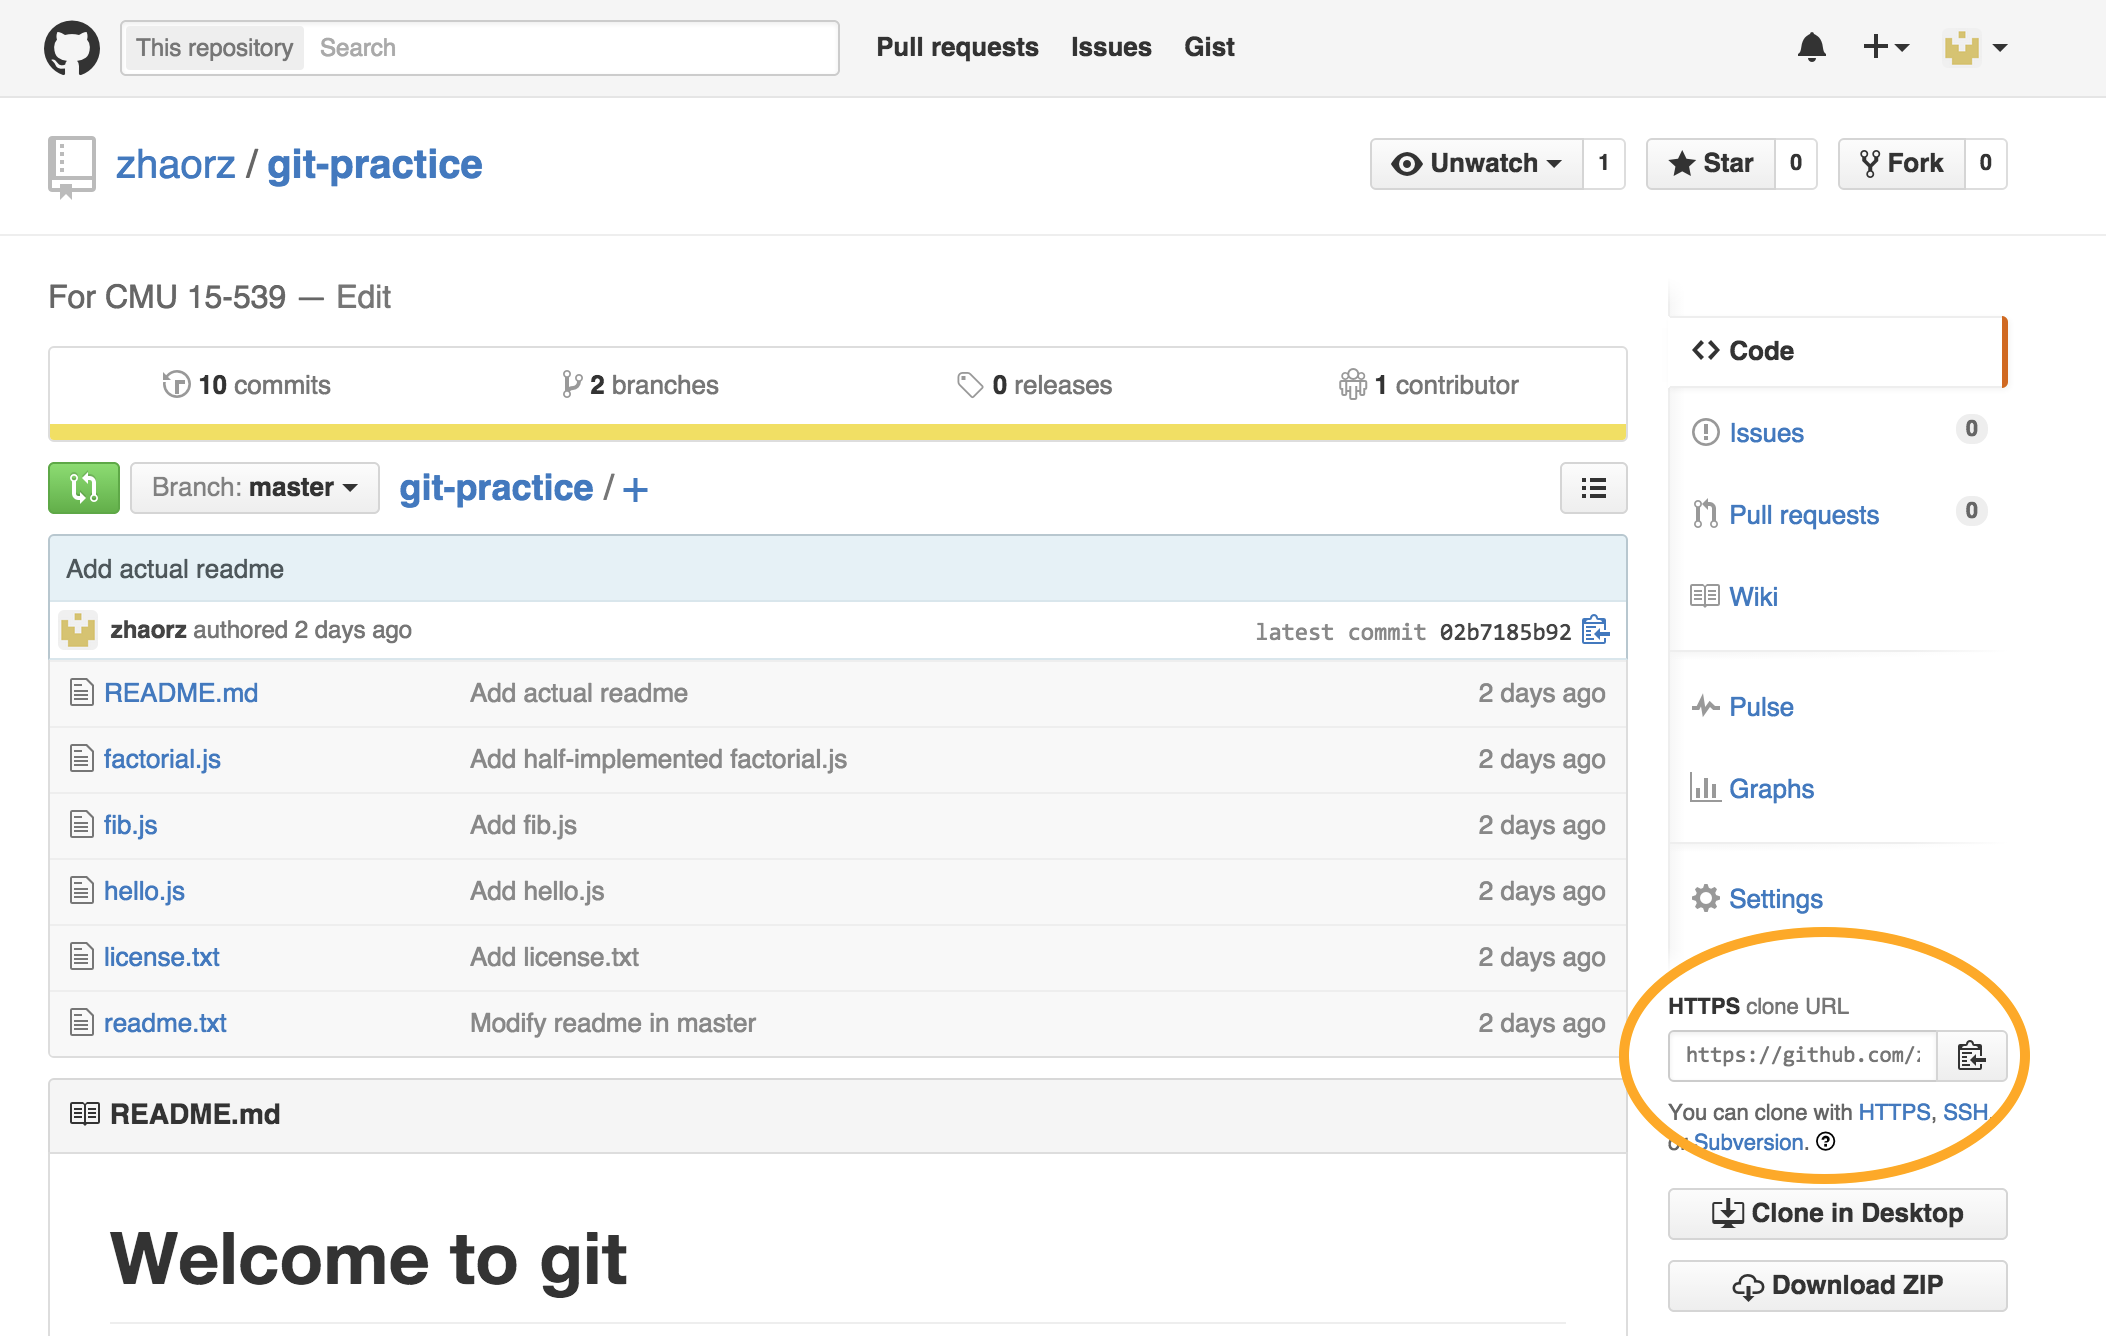 This repository Search Pull requests Issues Gist
zhaorz / git-practice Unwatch 1 Star 0 Fork 0
For CMU 15-539 — Edit
10 commits 2 branches 0 releases 1 contributor
Branch: master git-practice / +
Add actual readme
zhaorz authored 2 days ago latest commit 02b7185b92
README.md Add actual readme 2 days ago
factorial.js Add half-implemented factorial.js 2 days ago
fib.js Add fib.js 2 days ago
hello.js Add hello.js 2 days ago
license.txt Add license.txt 2 days ago
readme.txt Modify readme in master 2 days ago
README.md
Welcome to git
Code
Issues 0
Pull requests 0
Wiki
Pulse
Graphs
Settings
HTTPS clone URL
https://github.com/z
You can clone with HTTPS, SSH,
or Subversion.
Clone in Desktop
Download ZIP